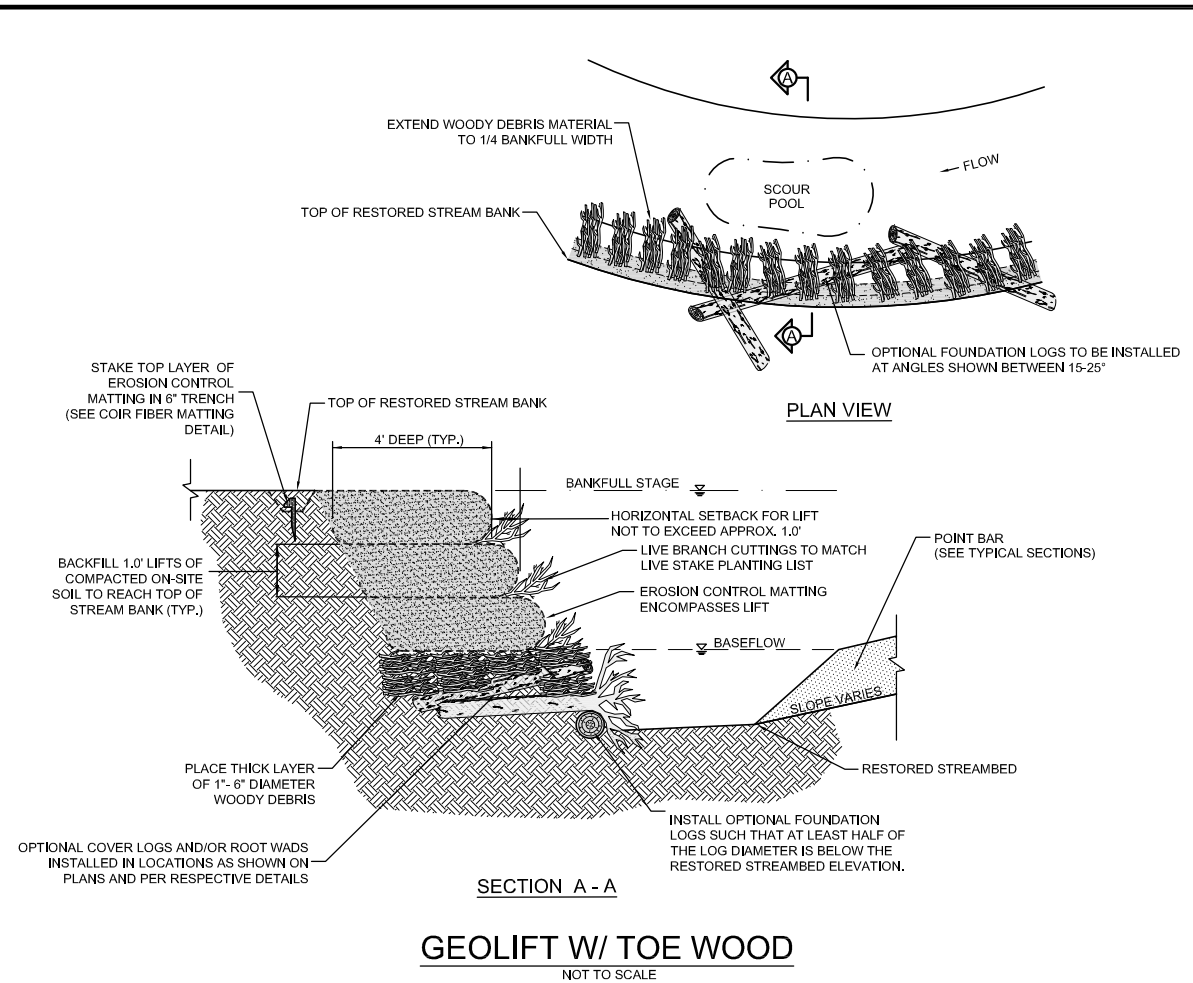 A
EXTEND WOODY DEBRIS MATERIAL
TO 1/4 BANKFULL WIDTH
FLOW
SCOUR
POOL
TOP OF RESTORED STREAM BANK
A
OPTIONAL FOUNDATION LOGS TO BE INSTALLED
AT ANGLES SHOWN BETWEEN 15-25°
PLAN VIEW
STAKE TOP LAYER OF
EROSION CONTROL
MATTING IN 6" TRENCH
(SEE COIR FIBER MATTING
DETAIL)
TOP OF RESTORED STREAM BANK
4' DEEP (TYP.)
BANKFULL STAGE
HORIZONTAL SETBACK FOR LIFT
NOT TO EXCEED APPROX. 1.0'
LIVE BRANCH CUTTINGS TO MATCH
LIVE STAKE PLANTING LIST
EROSION CONTROL MATTING
ENCOMPASSES LIFT
POINT BAR
(SEE TYPICAL SECTIONS)
BACKFILL 1.0' LIFTS OF
COMPACTED ON-SITE
SOIL TO REACH TOP OF
STREAM BANK (TYP.)
BASEFLOW
SLOPE VARIES
PLACE THICK LAYER
OF 1"- 6" DIAMETER
WOODY DEBRIS
RESTORED STREAMBED
OPTIONAL COVER LOGS AND/OR ROOT WADS
INSTALLED IN LOCATIONS AS SHOWN ON
PLANS AND PER RESPECTIVE DETAILS
INSTALL OPTIONAL FOUNDATION
LOGS SUCH THAT AT LEAST HALF OF
THE LOG DIAMETER IS BELOW THE
RESTORED STREAMBED ELEVATION.
SECTION A - A
GEOLIFT W/ TOE WOOD
NOT TO SCALE